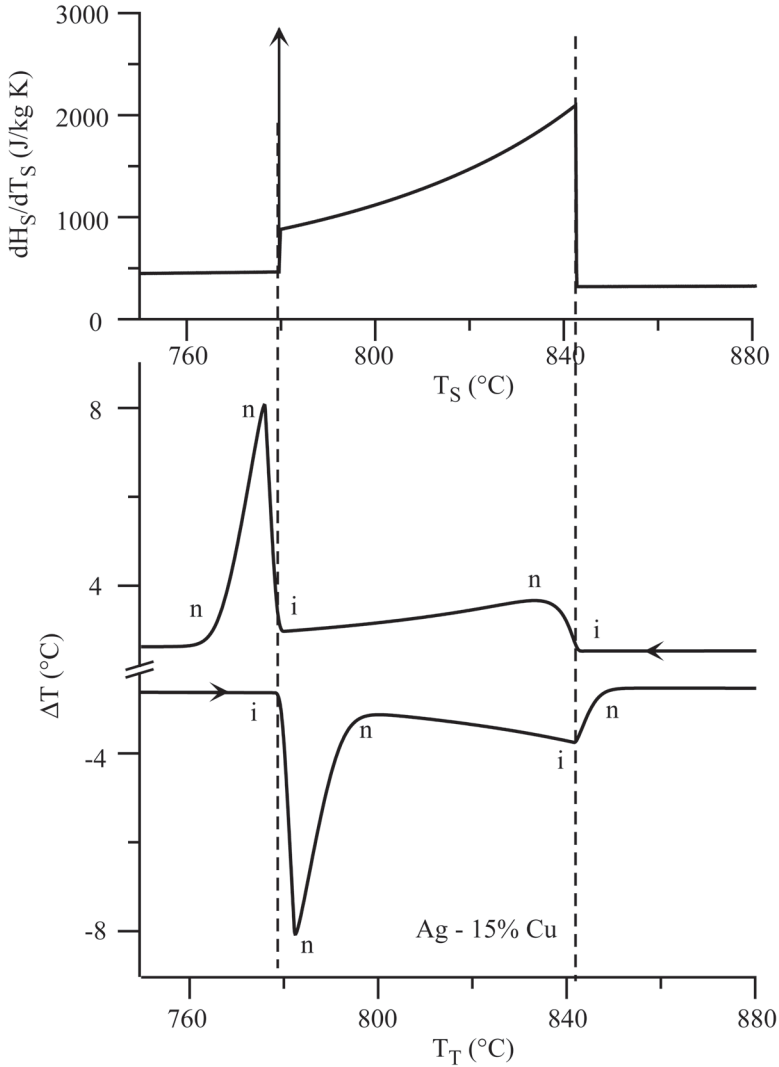 3000
2000
1000
0
dH_S/dT_S (J/kg K)
760
800
840
880
T_S (°C)
8
4
-4
-8
ΔT (°C)
n
n
i
n
i
i
n
n
i
n
Ag - 15% Cu
760
800
840
880
T_T (°C)